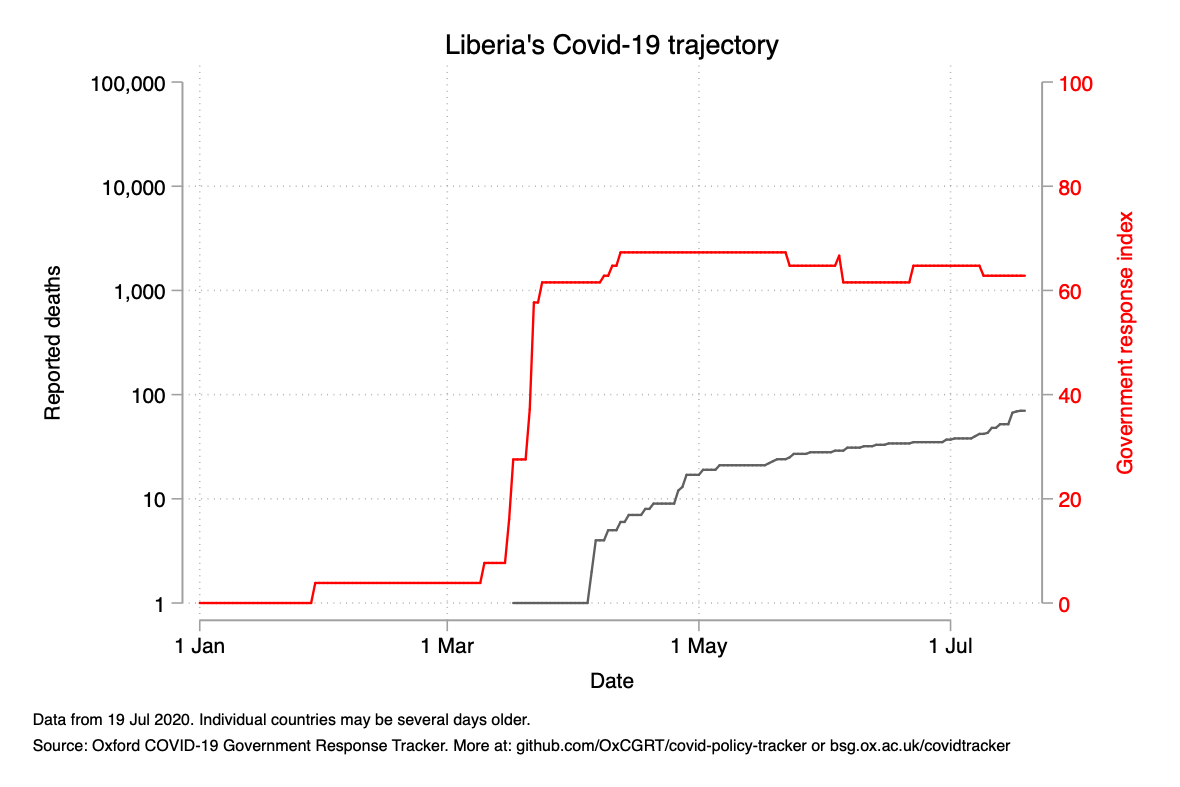 Liberia's Covid-19 trajectory
100,000
10,000
1,000
100
10
1
Reported deaths
100
80
60
40
20
0
Government response index
1 Jan
1 Mar
1 May
1 Jul
Date
Data from 19 Jul 2020. Individual countries may be several days older.
Source: Oxford COVID-19 Government Response Tracker. More at: github.com/OxCGRT/covid-policy-tracker or bsg.ox.ac.uk/covidtracker